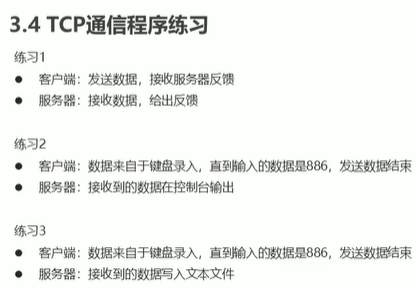 3.4 TCP通信程序练习
练习1
● 客户端：发送数据，接收服务器反馈
● 服务器：接收数据，给出反馈
练习2
● 客户端：数据来自于键盘录入，直到输入的数据是886，发送数据结束
● 服务器：接收到的数据在控制台输出
练习3
● 客户端：数据来自于键盘录入，直到输入的数据是886，发送数据结束
● 服务器：接收到的数据写入文本文件